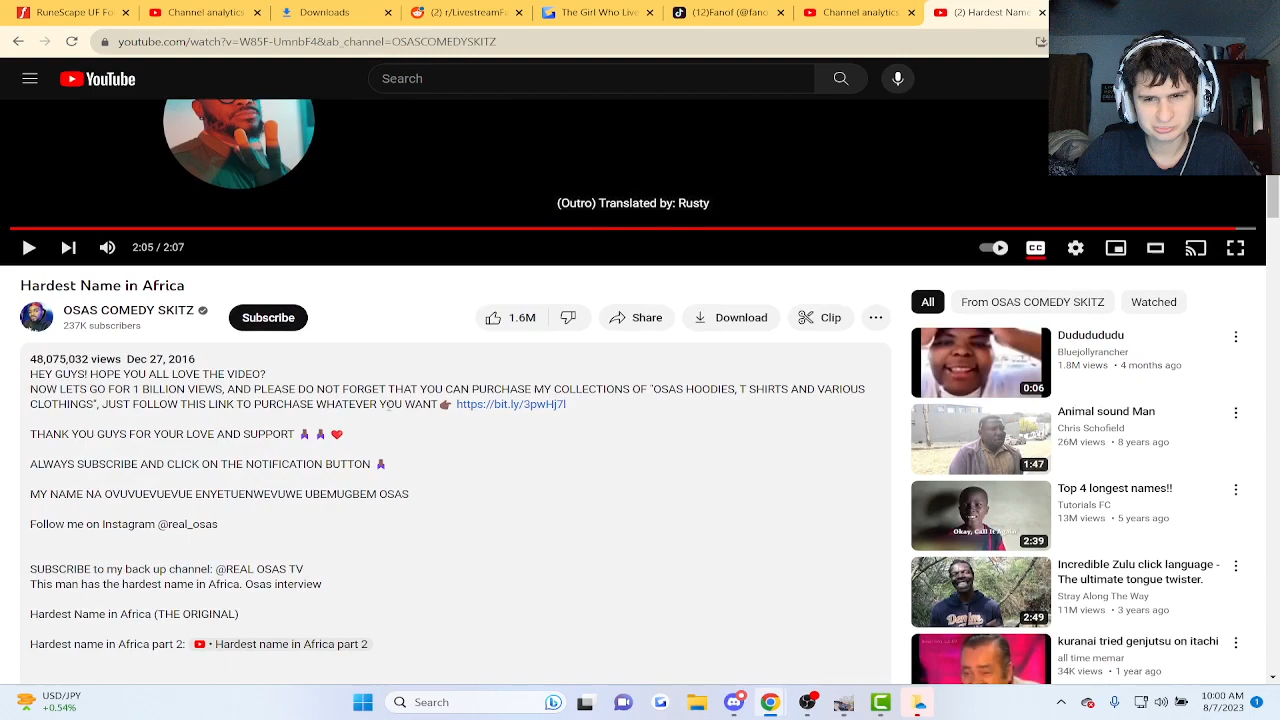 RuneScape UF Fo
Channel analytics
Downloads
(2) r/LivestreamF
The Girl Who Live
(12)Fanof (@fano
Channel analytics
(2) Hardest Name
youtube.com/watch?v=W85F-UmnbF4&ab_channel=OSASCOMEDYSKITZ
YouTube
Search
(Outro) Translated by: Rusty
2:05 / 2:07
CC
Hardest Name in Africa
OSAS COMEDY SKITZ
237K subscribers
Subscribe
1.6M
Share
Download
Clip
48,075,032 views Dec 27, 2016
HEY GUYS! HOPE YOU ALL LOVE THE VIDEO?
NOW LETS GO FOR 1 BILLION VIEWS, AND PLEASE DO NOT FORGET THAT YOU CAN PURCHASE MY COLLECTIONS OF "OSAS HOODIES, T SHIRTS AND VARIOUS
CLOTHINGS", JUST FOLLOW THIS LINK TO PURCHASE WHATEVER YOU WANT👉🏿 https://bit.ly/3pwHj7l
THANK YOU GUYS FOR YOUR LOVE AND SUPPORT
ALWAYS SUBSCRIBE AND CLICK ON THE NOTIFICATION BUTTON
MY NAME NA OVUVUEVUEVUE ENYETUENWEVUWE UBEMUGBEM OSAS
Follow me on Instagram @real_osas
SUBSCRIBE to my back up channel: @REAL OSAS TV
This man has the hardest name in Africa. Osas interview
Hardest Name in Africa (THE ORIGINAL)
Hardest name in Africa part 2: • Hardest name in Africa part 2
All
From OSAS COMEDY SKITZ
Watched
Dudududududu
Bluejollyrancher
1.8M views • 4 months ago
0:06
Animal sound Man
Chris Schofield
26M views • 8 years ago
1:47
Top 4 longest names!!
Tutorials FC
13M views • 5 years ago
Okay, Call It Again
2:39
Incredible Zulu click language -
The ultimate tongue twister.
Stray Along The Way
11M views • 3 years ago
2:49
kuranai tried genjutsu on itachi
all time memar
34K views • 1 year ago
USD/JPY
+0.54%
Search
10:00 AM
8/7/2023
1